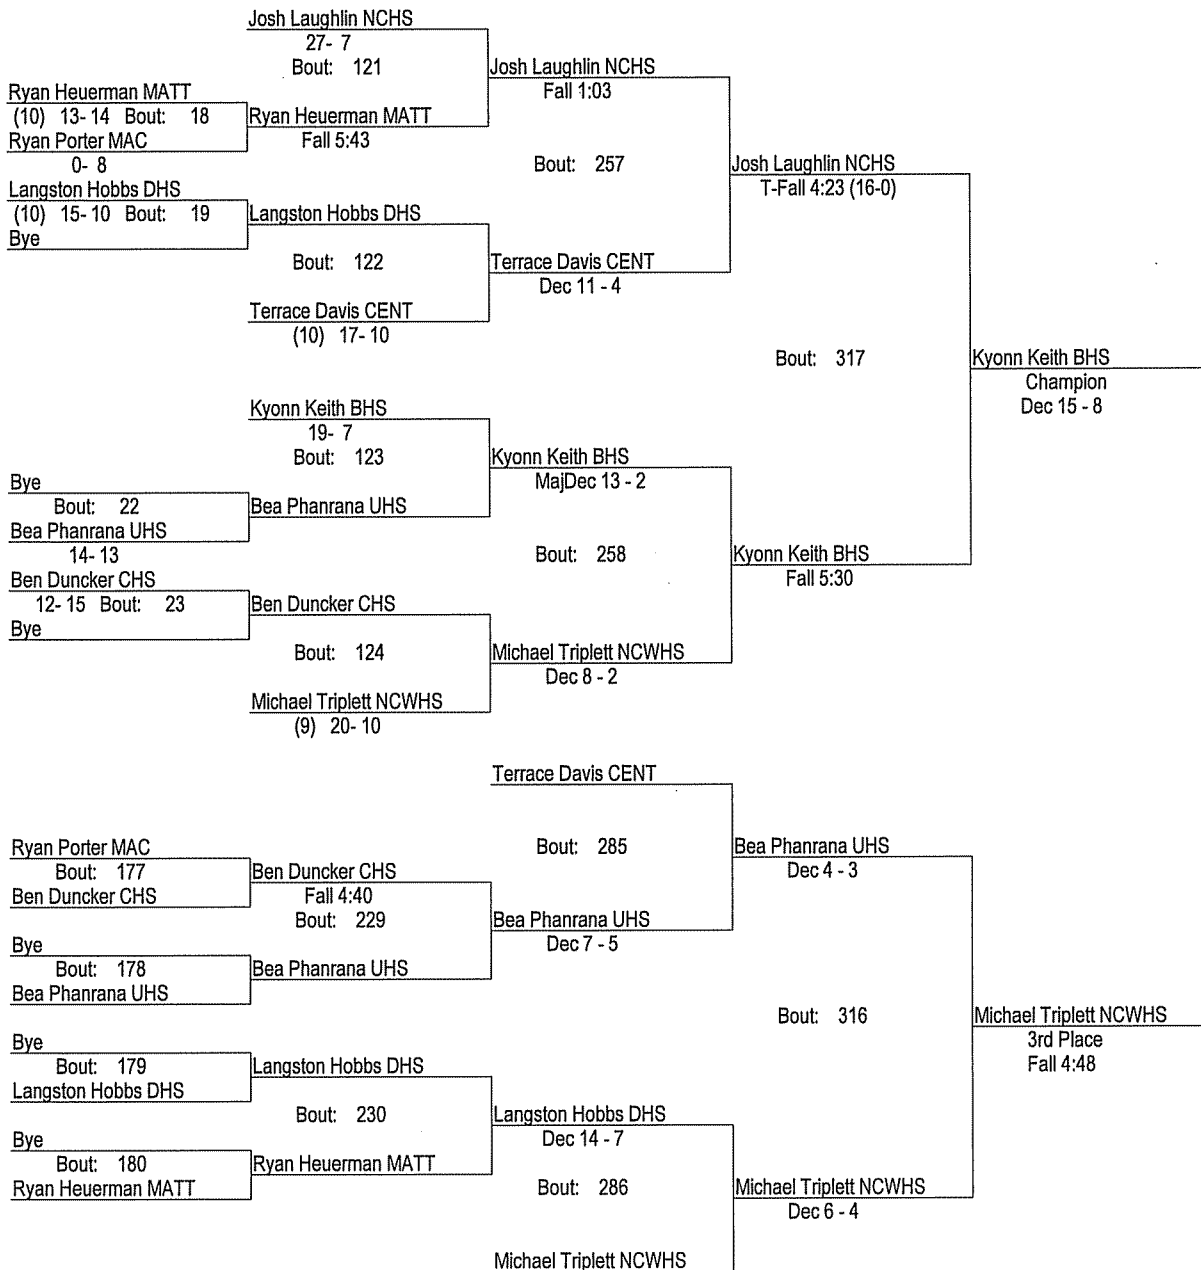 Josh Laughlin NCHS
27- 7
Bout: 121
Josh Laughlin NCHS
Fall 1:03
Ryan Heuerman MATT
(10) 13- 14 Bout: 18
Ryan Heuerman MATT
Fall 5:43
Ryan Porter MAC
0- 8
Bout: 257
Josh Laughlin NCHS
T-Fall 4:23 (16-0)
Langston Hobbs DHS
(10) 15- 10 Bout: 19
Langston Hobbs DHS
Bye
Bout: 122
Terrace Davis CENT
Dec 11 - 4
Terrace Davis CENT
(10) 17- 10
Bout: 317
Kyonn Keith BHS
Champion
Dec 15 - 8
Kyonn Keith BHS
19- 7
Bout: 123
Kyonn Keith BHS
MajDec 13 - 2
Bye
Bout: 22
Bea Phanrana UHS
Bea Phanrana UHS
14- 13
Bout: 258
Kyonn Keith BHS
Fall 5:30
Ben Duncker CHS
12- 15 Bout: 23
Ben Duncker CHS
Bye
Bout: 124
Michael Triplett NCWHS
Dec 8 - 2
Michael Triplett NCWHS
(9) 20- 10
Terrace Davis CENT
Ryan Porter MAC
Bout: 177
Ben Duncker CHS
Ben Duncker CHS
Fall 4:40
Bout: 285
Bea Phanrana UHS
Dec 4 - 3
Bout: 229
Bea Phanrana UHS
Dec 7 - 5
Bye
Bout: 178
Bea Phanrana UHS
Bea Phanrana UHS
Bout: 316
Michael Triplett NCWHS
3rd Place
Fall 4:48
Bye
Bout: 179
Langston Hobbs DHS
Langston Hobbs DHS
Bout: 230
Langston Hobbs DHS
Dec 14 - 7
Bye
Bout: 180
Ryan Heuerman MATT
Ryan Heuerman MATT
Bout: 286
Michael Triplett NCWHS
Dec 6 - 4
Michael Triplett NCWHS